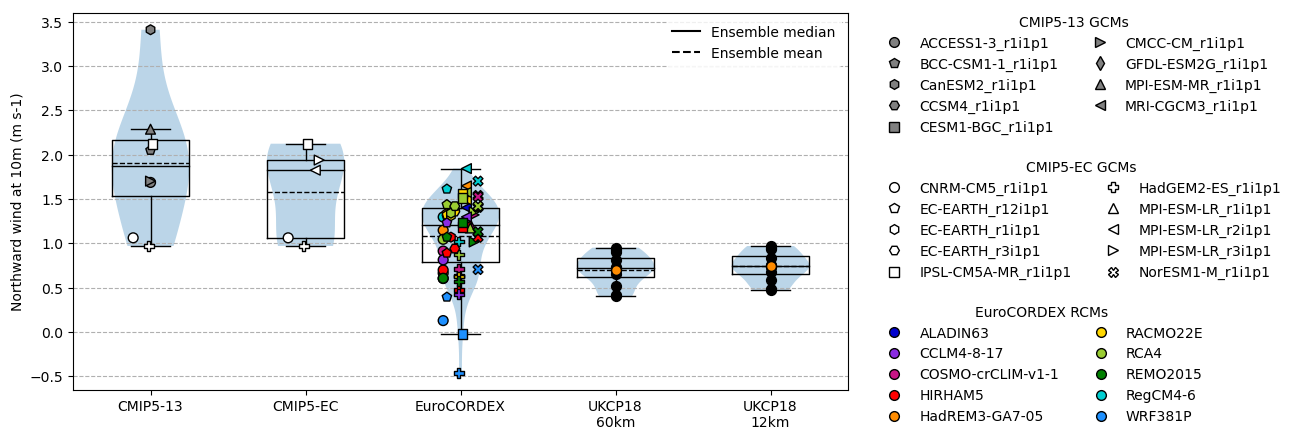 Northward wind at 10m (m s-1)
3.5
3.0
2.5
2.0
1.5
1.0
0.5
0.0
−0.5
Ensemble median
Ensemble mean
CMIP5-13
CMIP5-EC
EuroCORDEX
UKCP18
60km
UKCP18
12km
CMIP5-13 GCMs
ACCESS1-3_r1i1p1
BCC-CSM1-1_r1i1p1
CanESM2_r1i1p1
CCSM4_r1i1p1
CESM1-BGC_r1i1p1
CMCC-CM_r1i1p1
GFDL-ESM2G_r1i1p1
MPI-ESM-MR_r1i1p1
MRI-CGCM3_r1i1p1
CMIP5-EC GCMs
CNRM-CM5_r1i1p1
EC-EARTH_r12i1p1
EC-EARTH_r1i1p1
EC-EARTH_r3i1p1
IPSL-CM5A-MR_r1i1p1
HadGEM2-ES_r1i1p1
MPI-ESM-LR_r1i1p1
MPI-ESM-LR_r2i1p1
MPI-ESM-LR_r3i1p1
NorESM1-M_r1i1p1
EuroCORDEX RCMs
ALADIN63
CCLM4-8-17
COSMO-crCLIM-v1-1
HIRHAM5
HadREM3-GA7-05
RACMO22E
RCA4
REMO2015
RegCM4-6
WRF381P